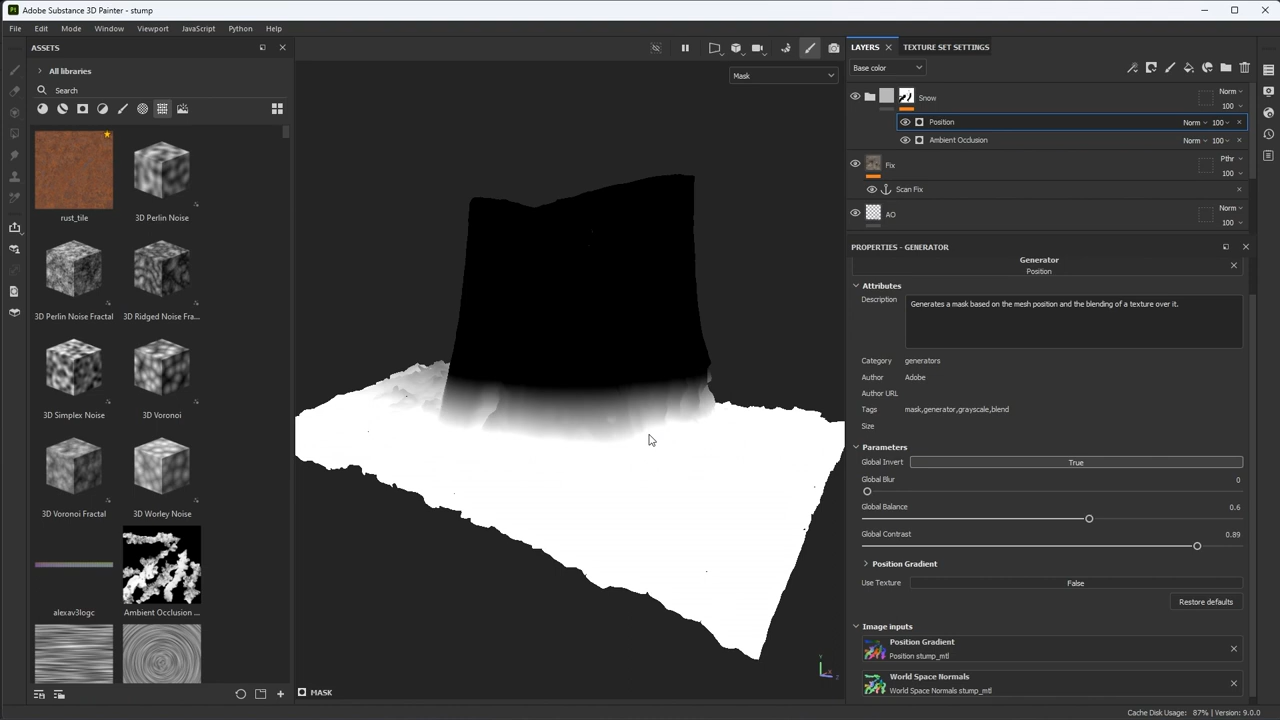 Adobe Substance 3D Painter - stump
File Edit Mode Window Viewport JavaScript Python Help
ASSETS
All libraries
Search
rust_tile
3D Perlin Noise
3D Perlin Noise Fractal
3D Ridged Noise Fra...
3D Simplex Noise
3D Voronoi
3D Voronoi Fractal
3D Worley Noise
alexav3logc
Ambient Occlusion ...
Mask
MASK
LAYERS
TEXTURE SET SETTINGS
Base color
Snow
Norm
100
Position
Norm 100
Ambient Occlusion
Norm 100
Fix
Pthr
100
Scan Fix
AO
Norm
100
PROPERTIES - GENERATOR
Generator
Position
Attributes
Description
Generates a mask based on the mesh position and the blending of a texture over it.
Category generators
Author Adobe
Author URL
Tags mask,generator,grayscale,blend
Size
Parameters
Global Invert True
Global Blur 0
Global Balance 0.6
Global Contrast 0.89
Position Gradient
Use Texture False
Restore defaults
Image inputs
Position Gradient
Position stump_mtl
World Space Normals
World Space Normals stump_mtl
Cache Disk Usage: 87% | Version: 9.0.0